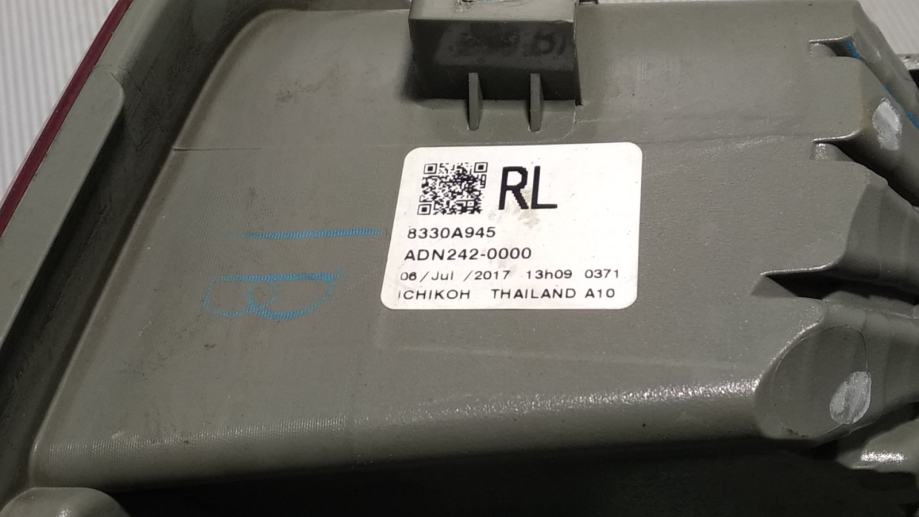 RL
8330A945
ADN242-0000
06/Jul /2017 13h09 0371
ICHIKOH THAILAND A10